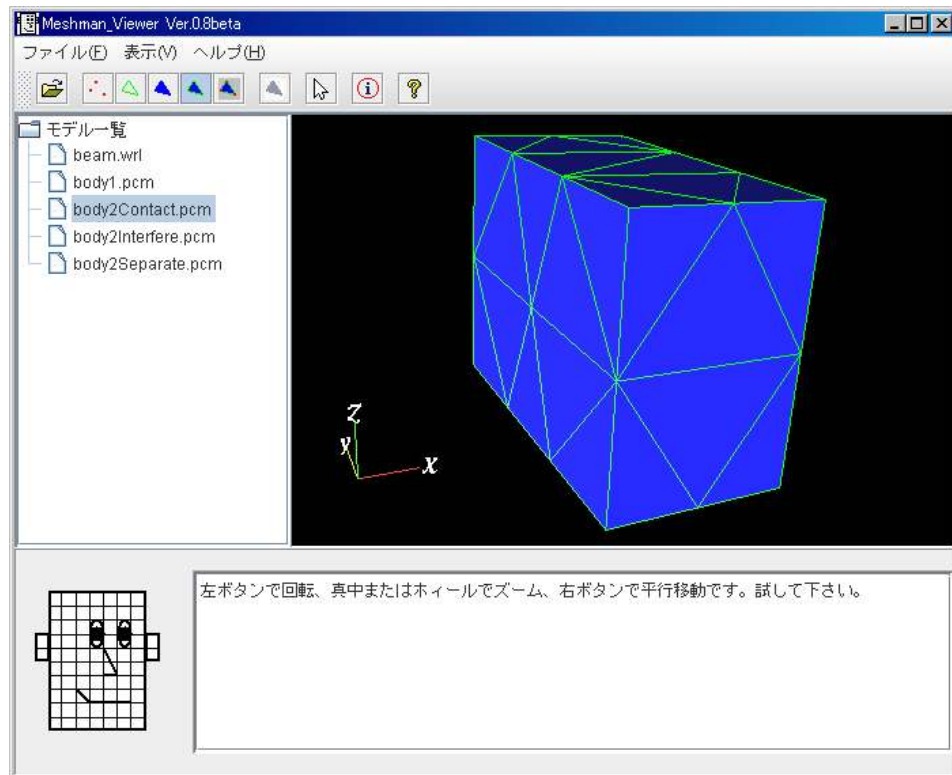 Meshman_Viewer Ver.0.8beta
ファイル(F) 表示(V) ヘルプ(H)
モデル一覧
beam.wrl
body1.pcm
body2Contact.pcm
body2Interfere.pcm
body2Separate.pcm
Z
y
X
左ボタンで回転、真中またはホィールでズーム、右ボタンで平行移動です。試して下さい。